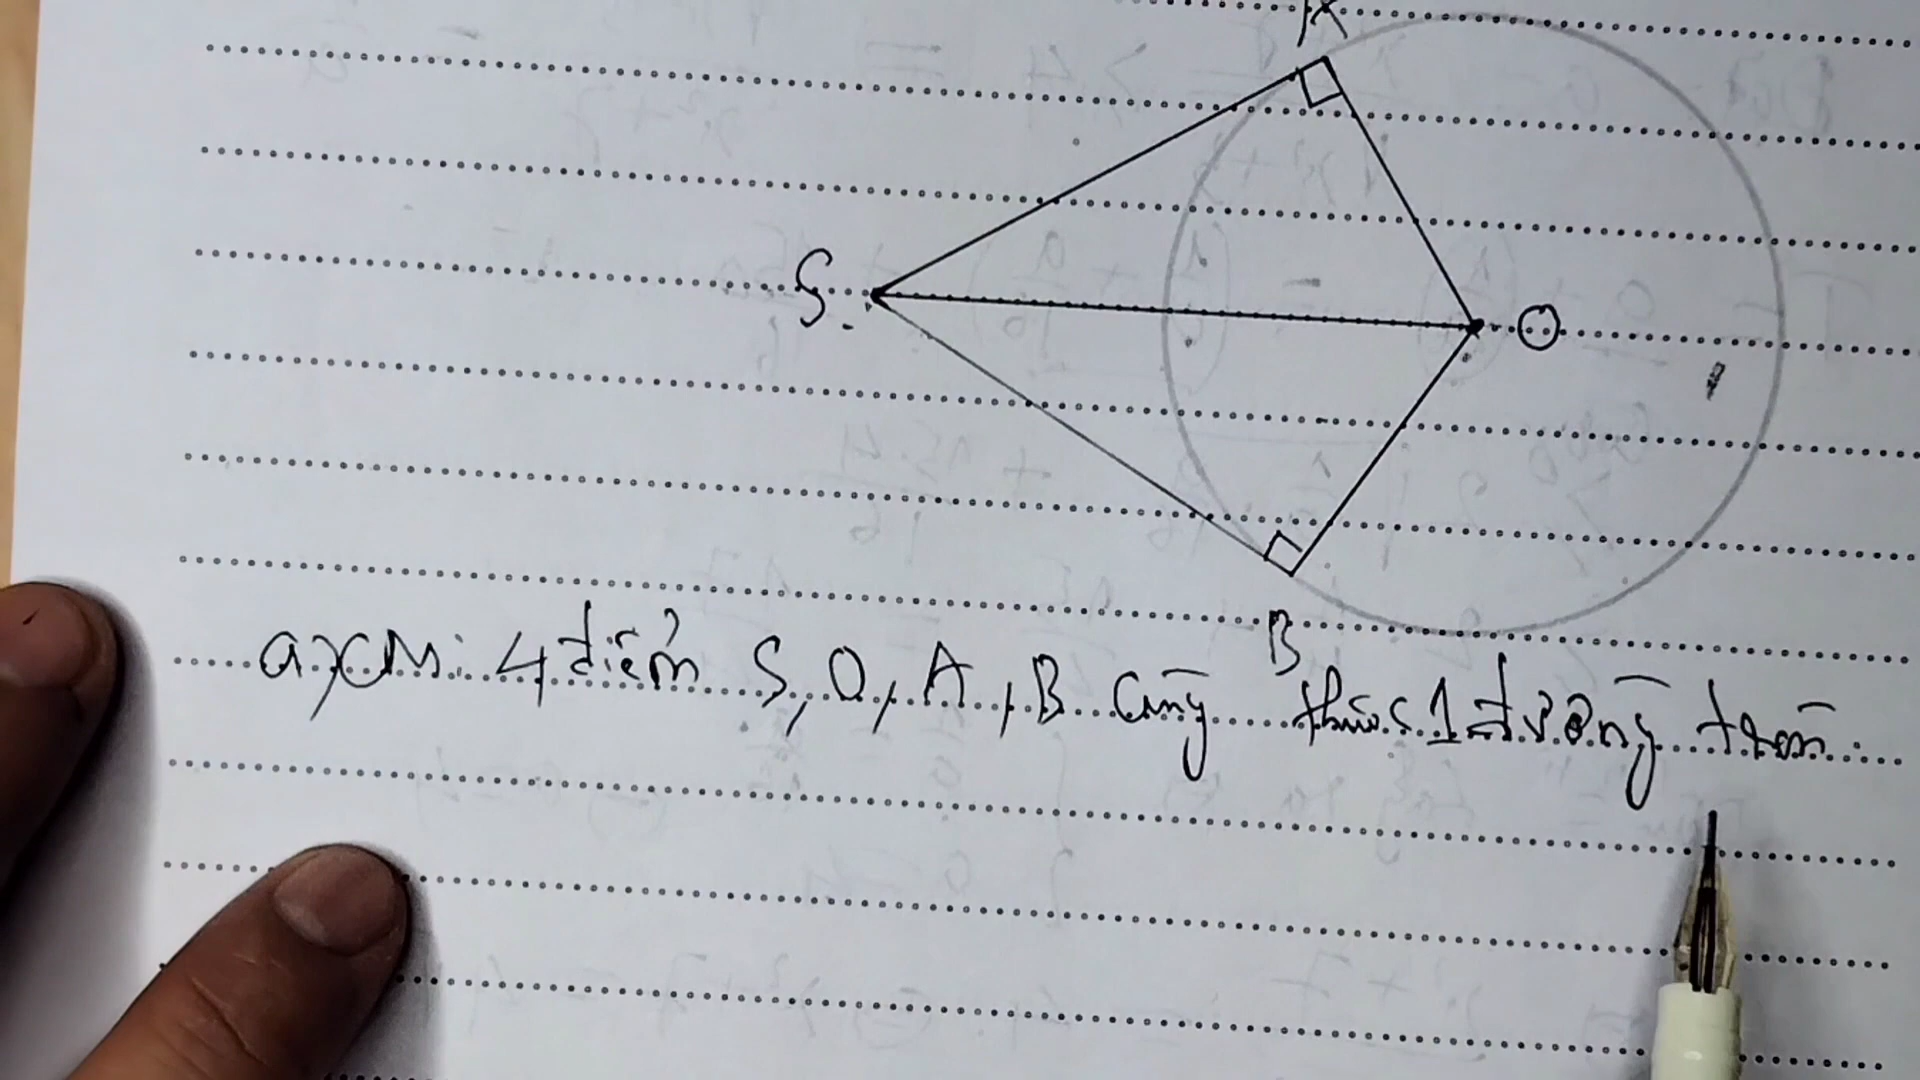 A
S
O
B
a) CM: 4 điểm S, O, A, B cùng thuộc 1 đường tròn.